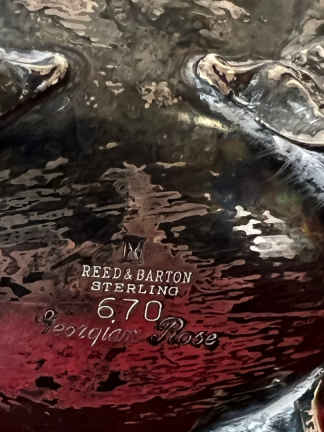 REED & BARTON
STERLING
670
Georgian Rose